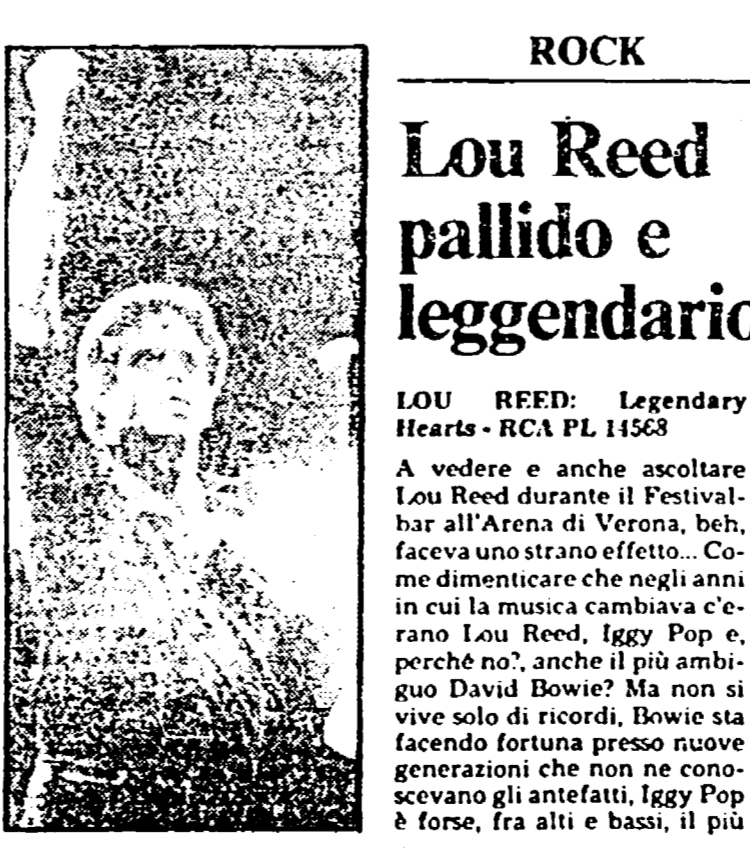 ROCK
Lou Reed
pallido e
leggendario
LOU REED: Legendary
Hearts - RCA PL 14568
A vedere e anche ascoltare
Lou Reed durante il Festival-
bar all'Arena di Verona, beh,
faceva uno strano effetto... Co-
me dimenticare che negli anni
in cui la musica cambiava c'e-
rano Lou Reed, Iggy Pop e,
perché no?, anche il più ambi-
guo David Bowie? Ma non si
vive solo di ricordi, Bowie sta
facendo fortuna presso nuove
generazioni che non ne cono-
scevano gli antefatti, Iggy Pop
è forse, fra alti e bassi, il più